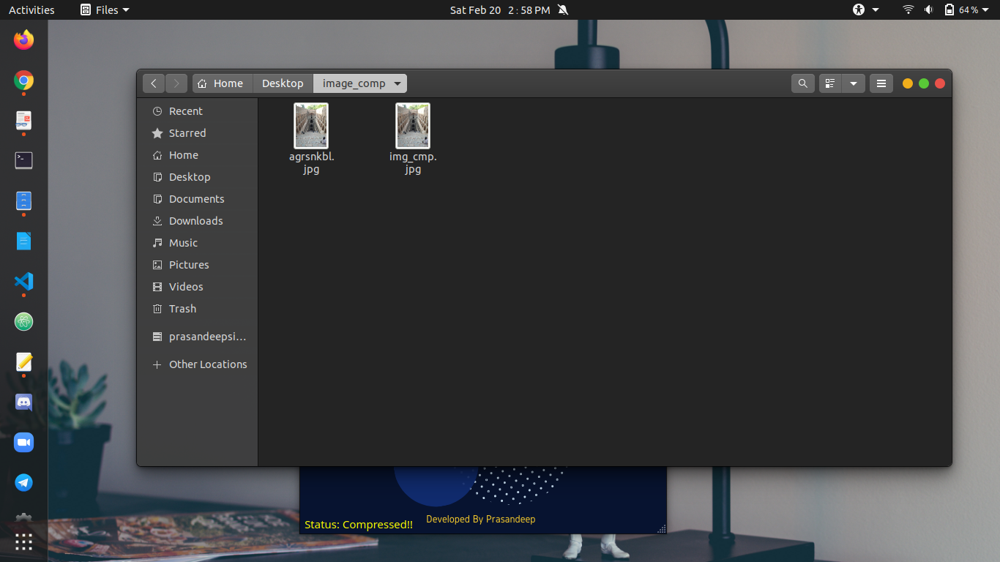 Activities
Files
Sat Feb 20 2:58 PM
64%
Home
Desktop
image_comp
Recent
Starred
Home
Desktop
Documents
Downloads
Music
Pictures
Videos
Trash
prasandeepsi...
Other Locations
agrsnkbl.
jpg
img_cmp.
jpg
Developed By Prasandeep
Status: Compressed!!